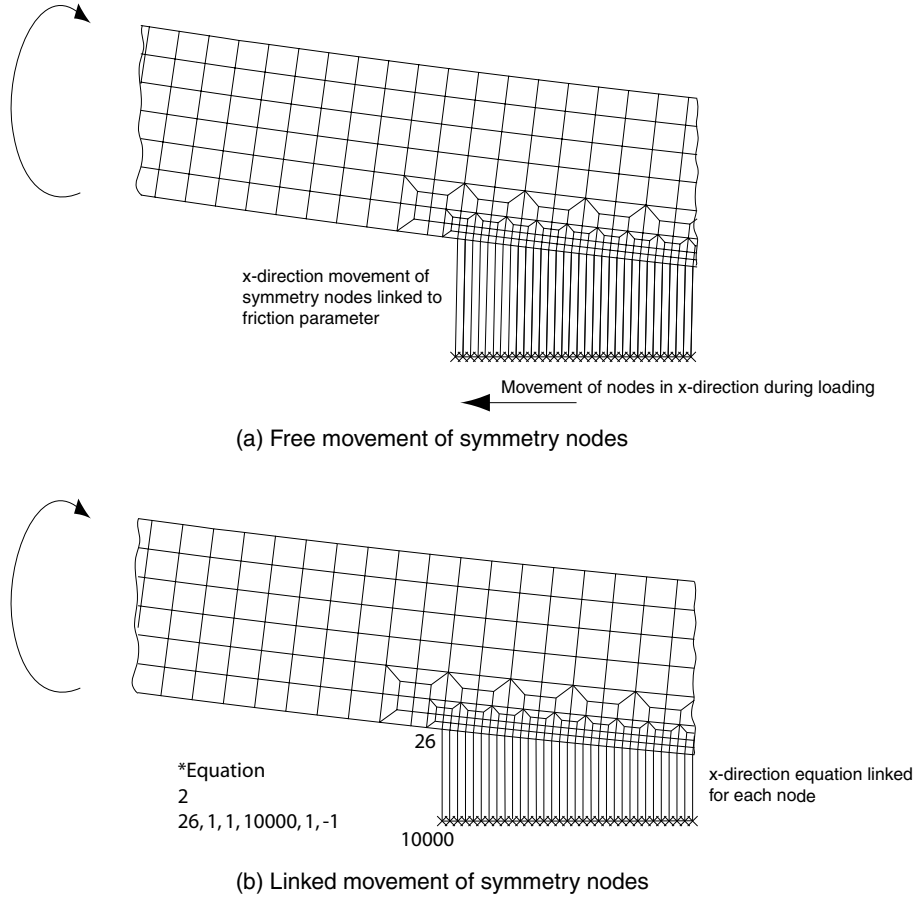 x-direction movement of
symmetry nodes linked to
friction parameter
Movement of nodes in x-direction during loading
(a) Free movement of symmetry nodes
26
*Equation
2
26, 1, 1, 10000, 1, -1
x-direction equation linked
for each node
10000
(b) Linked movement of symmetry nodes